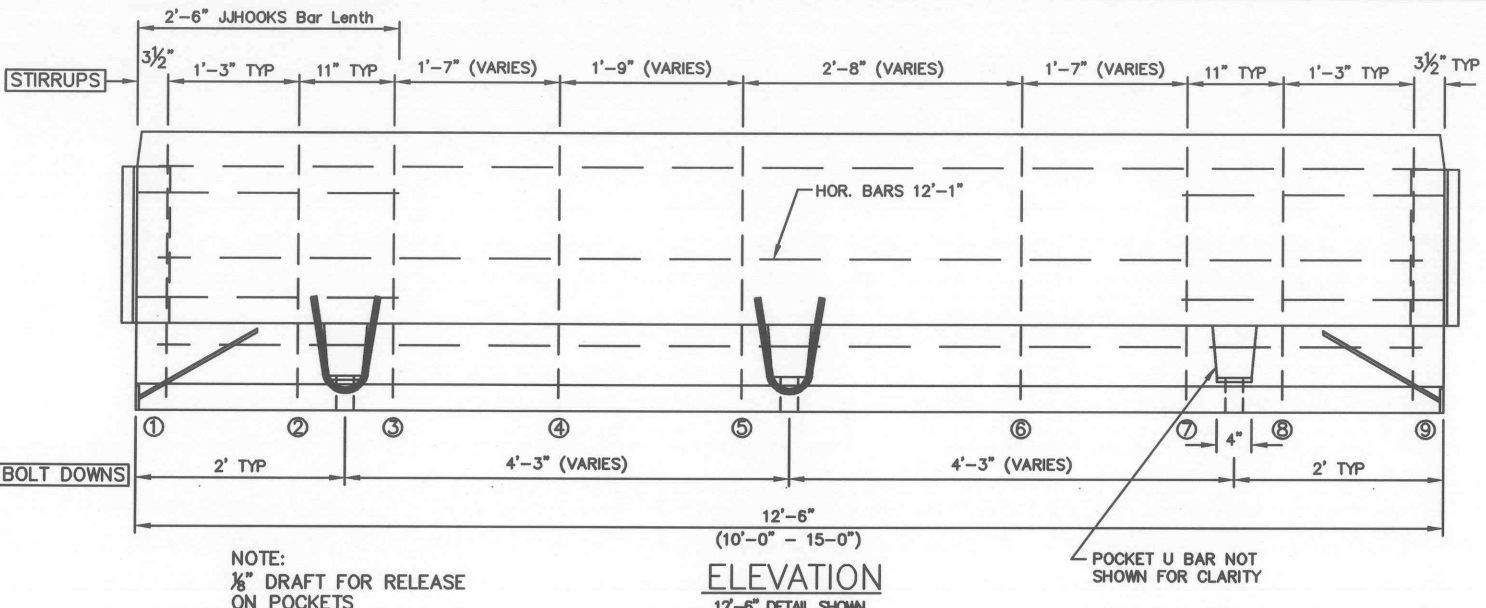 2'-6" JJHOOKS Bar Lenth
STIRRUPS
3½"
1'-3" TYP
11" TYP
1'-7" (VARIES)
1'-9" (VARIES)
2'-8" (VARIES)
1'-7" (VARIES)
11" TYP
1'-3" TYP
3½" TYP
HOR. BARS 12'-1"
① ② ③ ④ ⑤ ⑥ ⑦ ⑧ ⑨
4"
BOLT DOWNS
2' TYP
4'-3" (VARIES)
4'-3" (VARIES)
2' TYP
12'-6"
(10'-0" - 15-0")
NOTE:
⅛" DRAFT FOR RELEASE
ON POCKETS
ELEVATION
12'-6" DETAIL SHOWN
POCKET U BAR NOT
SHOWN FOR CLARITY